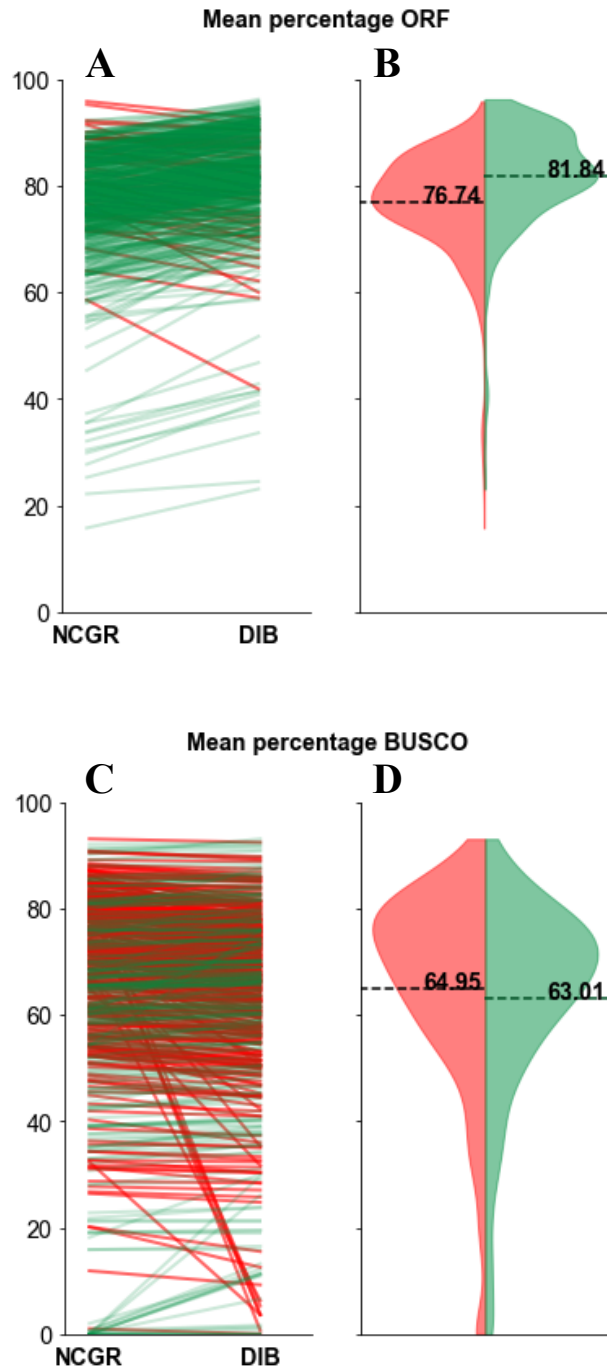 Mean percentage ORF
A
B
100
80
60
40
20
0
76.74
81.84
NCGR
DIB
Mean percentage BUSCO
C
D
100
80
60
40
20
0
64.95
63.01
NCGR
DIB